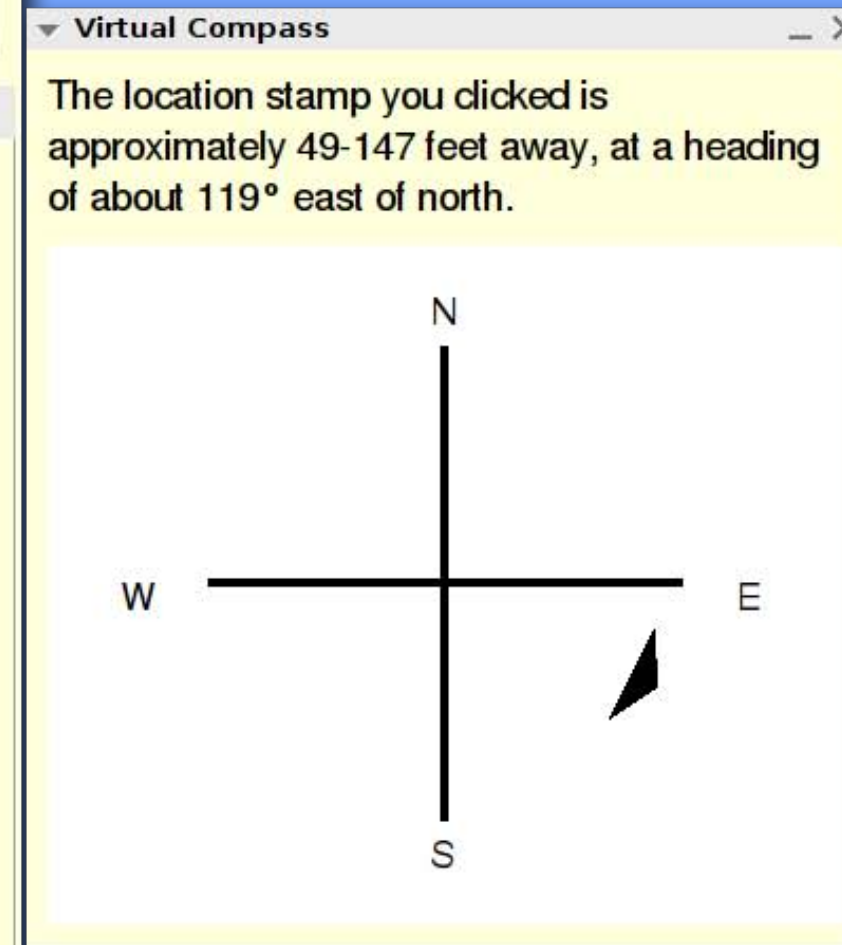 Virtual Compass
The location stamp you clicked is
approximately 49-147 feet away, at a heading
of about 119° east of north.
N
W E
S